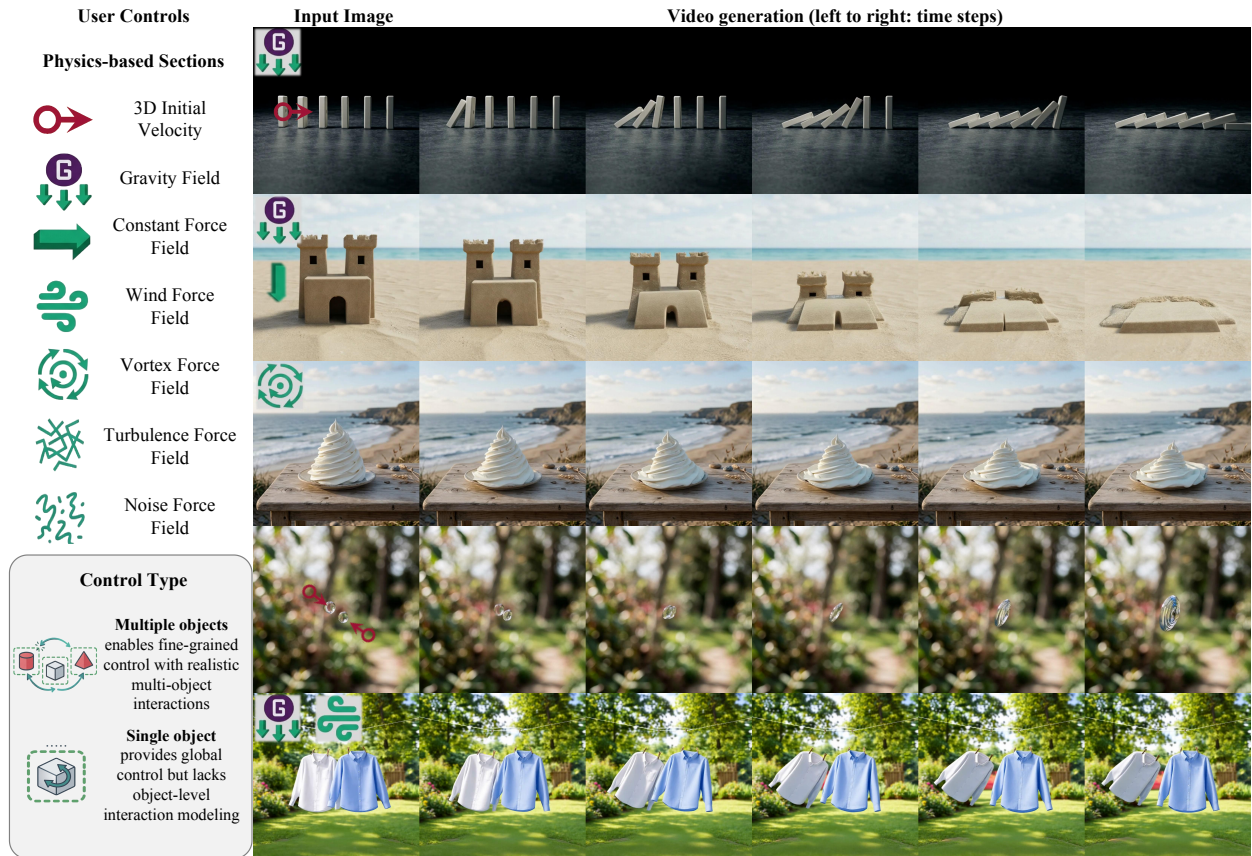 User Controls
Input Image
Video generation (left to right: time steps)
Physics-based Sections
3D Initial
Velocity
G
Gravity Field
Constant Force
Field
Wind Force
Field
Vortex Force
Field
Turbulence Force
Field
Noise Force
Field
Control Type
Multiple objects
enables fine-grained
control with realistic
multi-object
interactions
Single object
provides global
control but lacks
object-level
interaction modeling
G
G
G